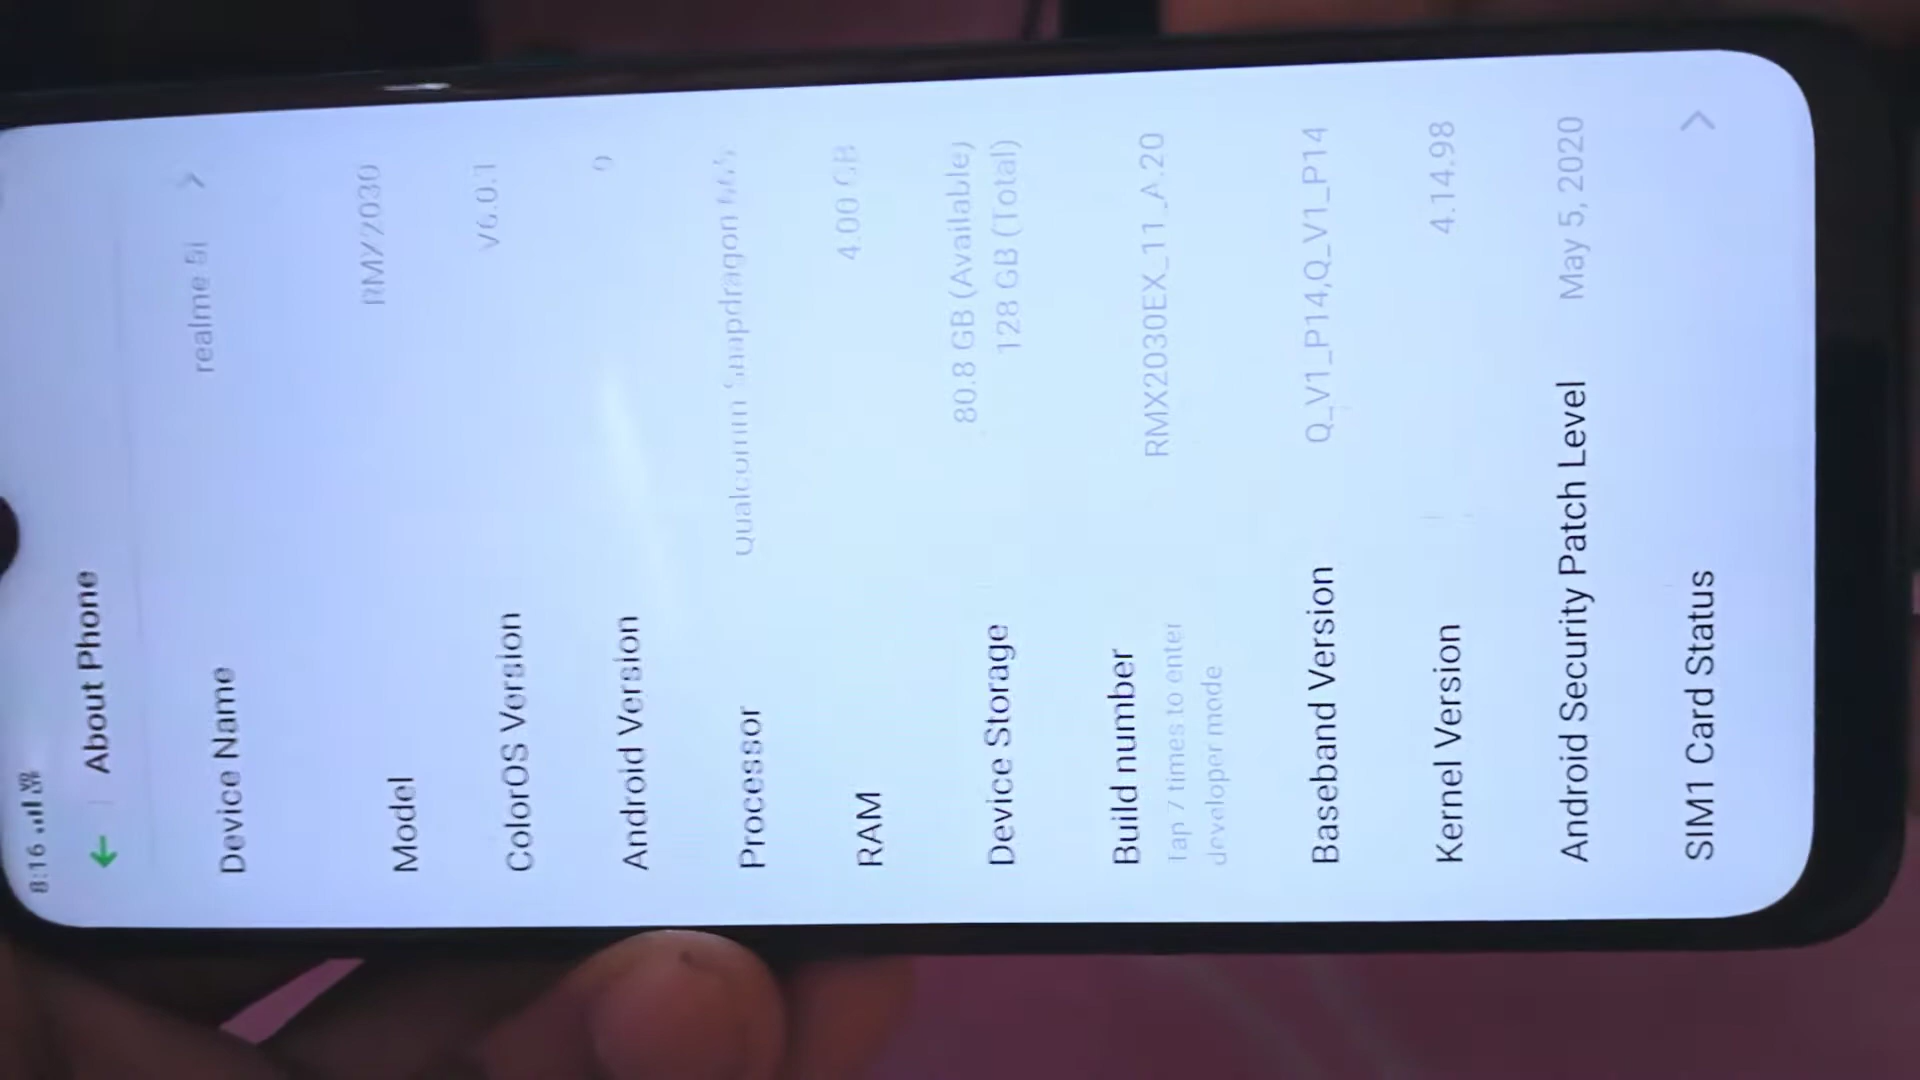 8:16
About Phone
Device Name realme 5i
Model RMX2030
ColorOS Version V6.0.1
Android Version 9
Processor Qualcomm Snapdragon 665
RAM 4.00 GB
Device Storage 80.8 GB (Available)
128 GB (Total)
Build number RMX2030EX_11_A.20
Tap 7 times to enter
developer mode
Baseband Version Q_V1_P14,Q_V1_P14
Kernel Version 4.14.98
Android Security Patch Level May 5, 2020
SIM1 Card Status